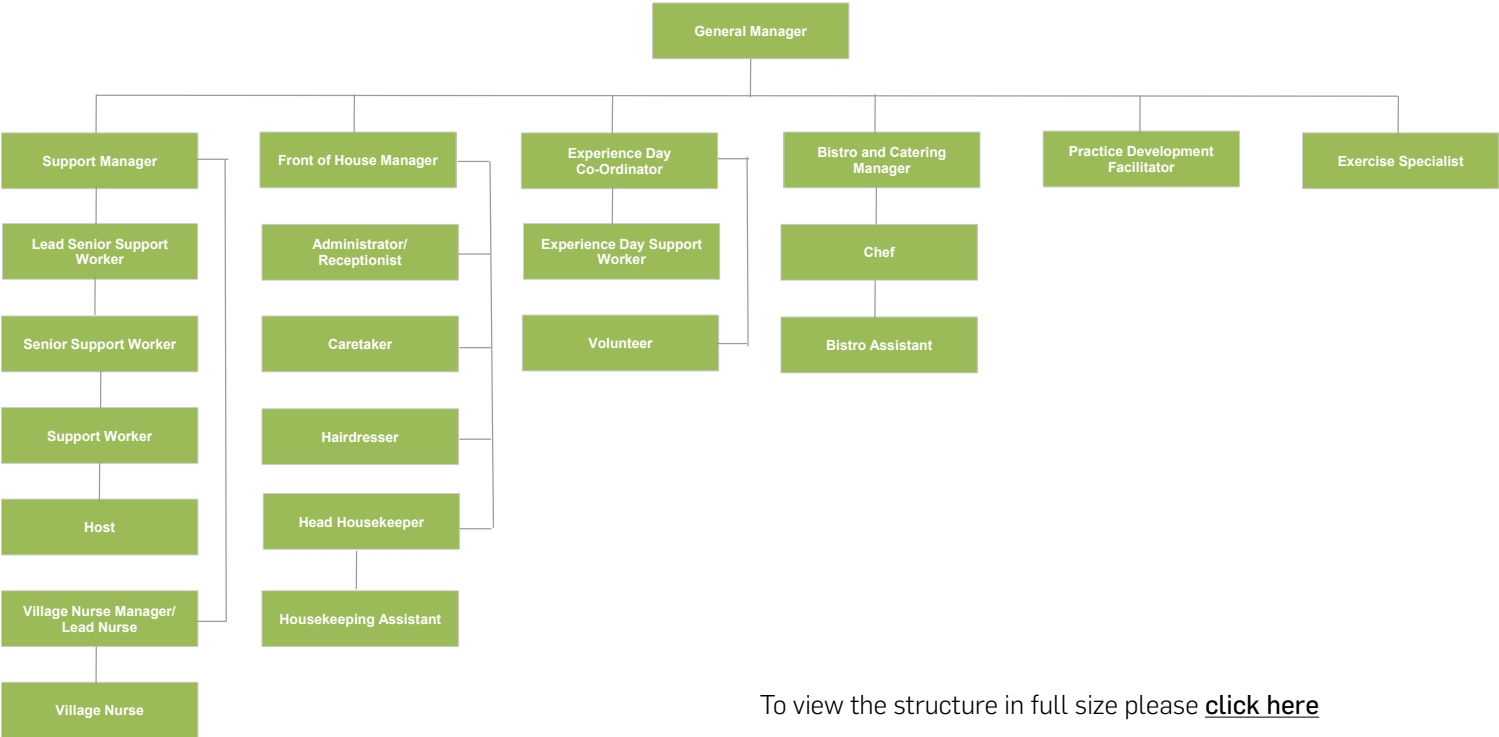 General Manager
Support Manager
Front of House Manager
Experience Day
Co-Ordinator
Bistro and Catering
Manager
Practice Development
Facilitator
Exercise Specialist
Lead Senior Support
Worker
Administrator/
Receptionist
Experience Day Support
Worker
Chef
Senior Support Worker
Caretaker
Volunteer
Bistro Assistant
Support Worker
Hairdresser
Host
Head Housekeeper
Village Nurse Manager/
Lead Nurse
Housekeeping Assistant
Village Nurse
To view the structure in full size please click here